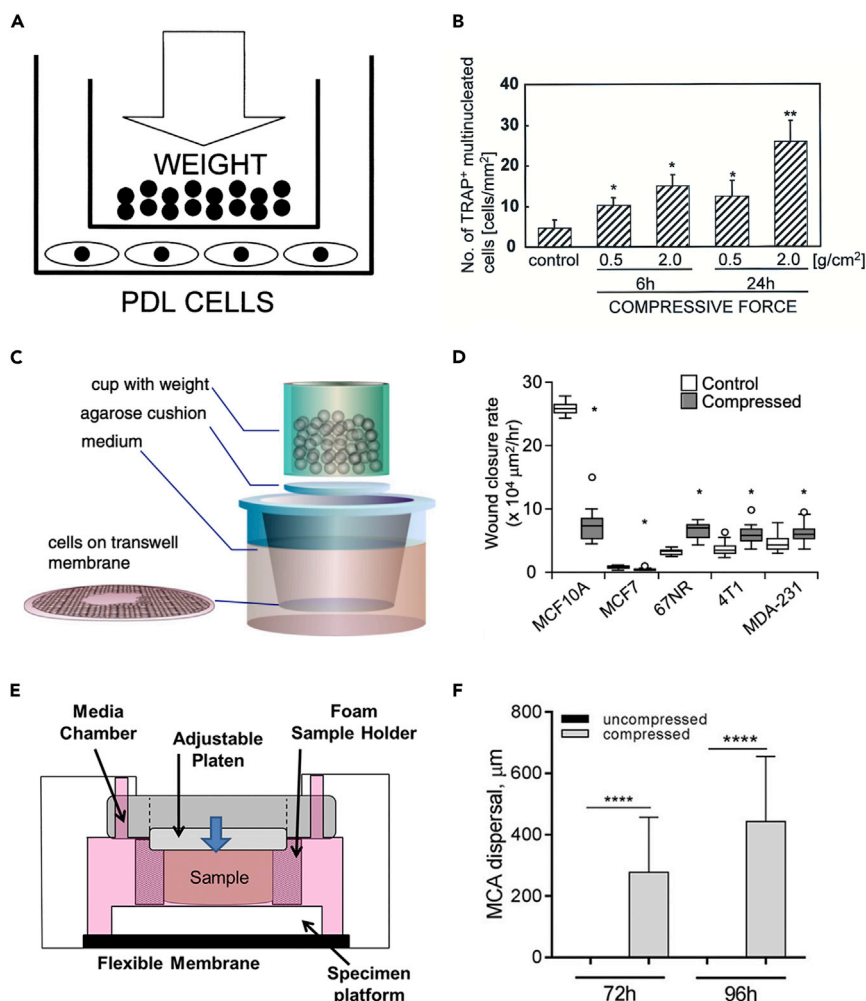 A
WEIGHT
PDL CELLS
B
No. of TRAP+ multinucleated
cells [cells/mm²]
40
30
20
10
0
*
*
*
**
control
0.5
2.0
0.5
2.0
[g/cm²]
6h
24h
COMPRESSIVE FORCE
C
cup with weight
agarose cushion
medium
cells on transwell
membrane
D
Wound closure rate
(x 10⁴ µm²/hr)
30
20
10
0
Control
Compressed
*
*
*
*
*
MCF10A
MCF7
67NR
4T1
MDA-231
E
Media
Chamber
Adjustable
Platen
Foam
Sample Holder
Sample
Flexible Membrane
Specimen
platform
F
MCA dispersal, µm
800
600
400
200
0
uncompressed
compressed
****
****
72h
96h